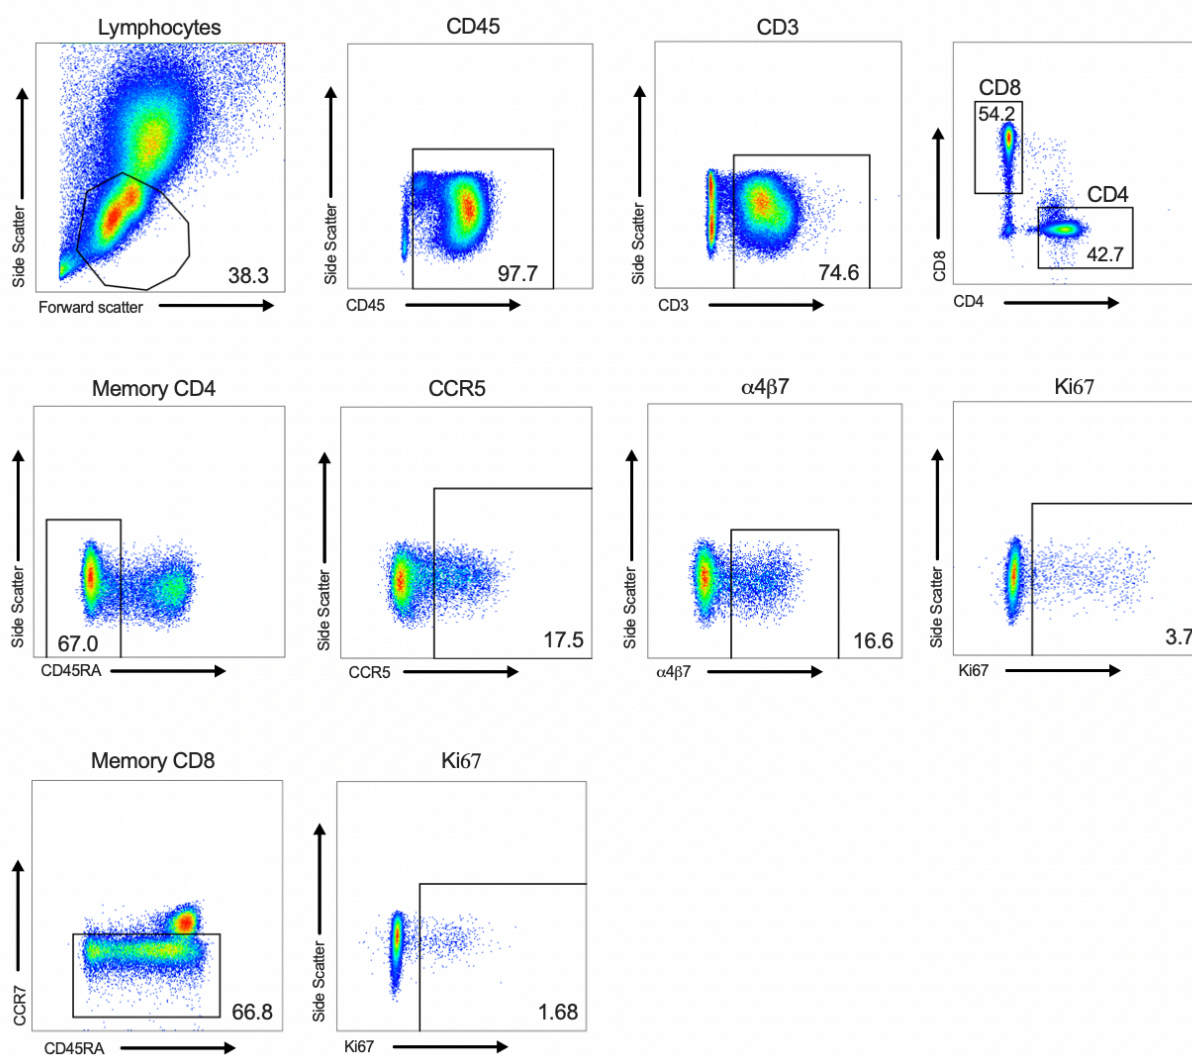 Lymphocytes
Side Scatter
38.3
Forward scatter
CD45
Side Scatter
97.7
CD45
CD3
Side Scatter
74.6
CD3
CD8
54.2
CD4
42.7
CD8
CD4
Memory CD4
Side Scatter
67.0
CD45RA
CCR5
Side Scatter
17.5
CCR5
α4β7
Side Scatter
16.6
α4β7
Ki67
Side Scatter
3.7
Ki67
Memory CD8
CCR7
66.8
CD45RA
Ki67
Side Scatter
1.68
Ki67